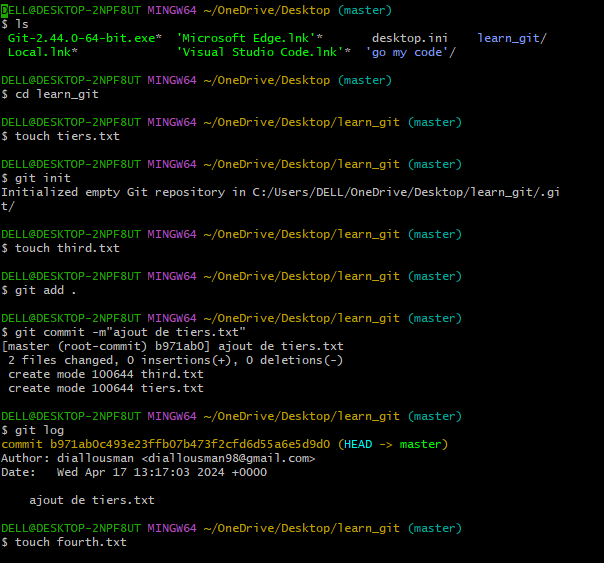 DELL@DESKTOP-2NPF8UT MINGW64 ~/OneDrive/Desktop (master)
$ ls
Git-2.44.0-64-bit.exe*  'Microsoft Edge.lnk'*      desktop.ini    learn_git/
Local.lnk*              'Visual Studio Code.lnk'*  'go my code'/
DELL@DESKTOP-2NPF8UT MINGW64 ~/OneDrive/Desktop (master)
$ cd learn_git
DELL@DESKTOP-2NPF8UT MINGW64 ~/OneDrive/Desktop/learn_git (master)
$ touch tiers.txt
DELL@DESKTOP-2NPF8UT MINGW64 ~/OneDrive/Desktop/learn_git (master)
$ git init
Initialized empty Git repository in C:/Users/DELL/OneDrive/Desktop/learn_git/.gi
t/
DELL@DESKTOP-2NPF8UT MINGW64 ~/OneDrive/Desktop/learn_git (master)
$ touch third.txt
DELL@DESKTOP-2NPF8UT MINGW64 ~/OneDrive/Desktop/learn_git (master)
$ git add .
DELL@DESKTOP-2NPF8UT MINGW64 ~/OneDrive/Desktop/learn_git (master)
$ git commit -m"ajout de tiers.txt"
[master (root-commit) b971ab0] ajout de tiers.txt
2 files changed, 0 insertions(+), 0 deletions(-)
create mode 100644 third.txt
create mode 100644 tiers.txt
DELL@DESKTOP-2NPF8UT MINGW64 ~/OneDrive/Desktop/learn_git (master)
$ git log
commit b971ab0c493e23ffb07b473f2cfd6d55a6e5d9d0 (HEAD -> master)
Author: diallousman <diallousman98@gmail.com>
Date:   Wed Apr 17 13:17:03 2024 +0000
ajout de tiers.txt
DELL@DESKTOP-2NPF8UT MINGW64 ~/OneDrive/Desktop/learn_git (master)
$ touch fourth.txt